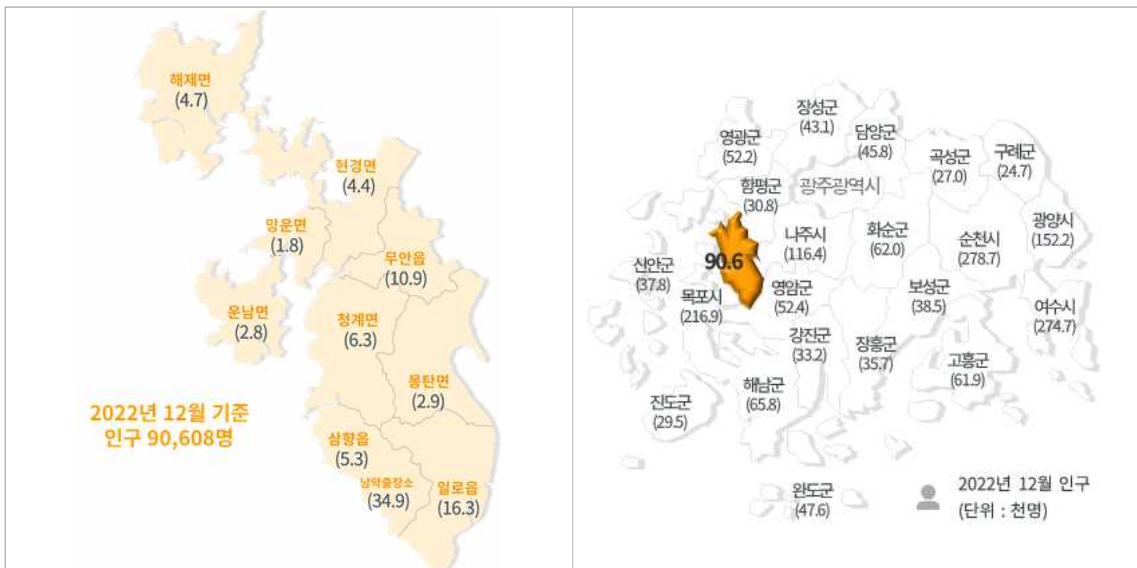 해제면
(4.7)
현경면
(4.4)
망운면
(1.8)
무안읍
(10.9)
운남면
(2.8)
청계면
(6.3)
몽탄면
(2.9)
2022년 12월 기준
인구 90,608명
삼향읍
(5.3)
남악출장소
(34.9)
일로읍
(16.3)
장성군
(43.1)
담양군
(45.8)
영광군
(52.2)
곡성군
(27.0)
구례군
(24.7)
함평군
(30.8)
광주광역시
광양시
(152.2)
나주시
(116.4)
화순군
(62.0)
순천시
(278.7)
90.6
신안군
(37.8)
목포시
(216.9)
영암군
(52.4)
보성군
(38.5)
여수시
(274.7)
강진군
(33.2)
장흥군
(35.7)
고흥군
(61.9)
해남군
(65.8)
진도군
(29.5)
완도군
(47.6)
2022년 12월 인구
(단위 : 천명)